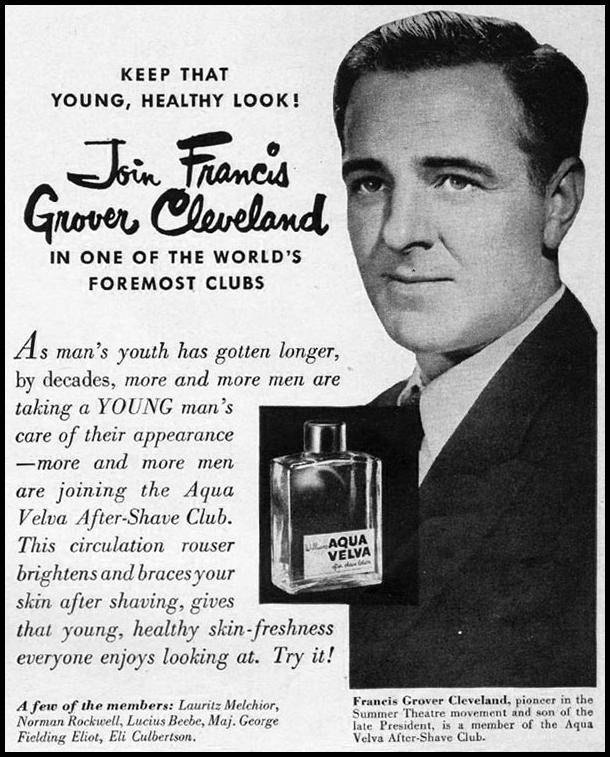 KEEP THAT
YOUNG, HEALTHY LOOK!
Join Francis
Grover Cleveland
IN ONE OF THE WORLD'S
FOREMOST CLUBS
As man's youth has gotten longer,
by decades, more and more men are
taking a YOUNG man's
care of their appearance
—more and more men
are joining the Aqua
Velva After-Shave Club.
This circulation rouser
brightens and braces your
skin after shaving, gives
that young, healthy skin-freshness
everyone enjoys looking at. Try it!
Williams AQUA
VELVA
after shave lotion
A few of the members: Lauritz Melchior,
Norman Rockwell, Lucius Beebe, Maj. George
Fielding Eliot, Eli Culbertson.
Francis Grover Cleveland, pioneer in the
Summer Theatre movement and son of the
late President, is a member of the Aqua
Velva After-Shave Club.